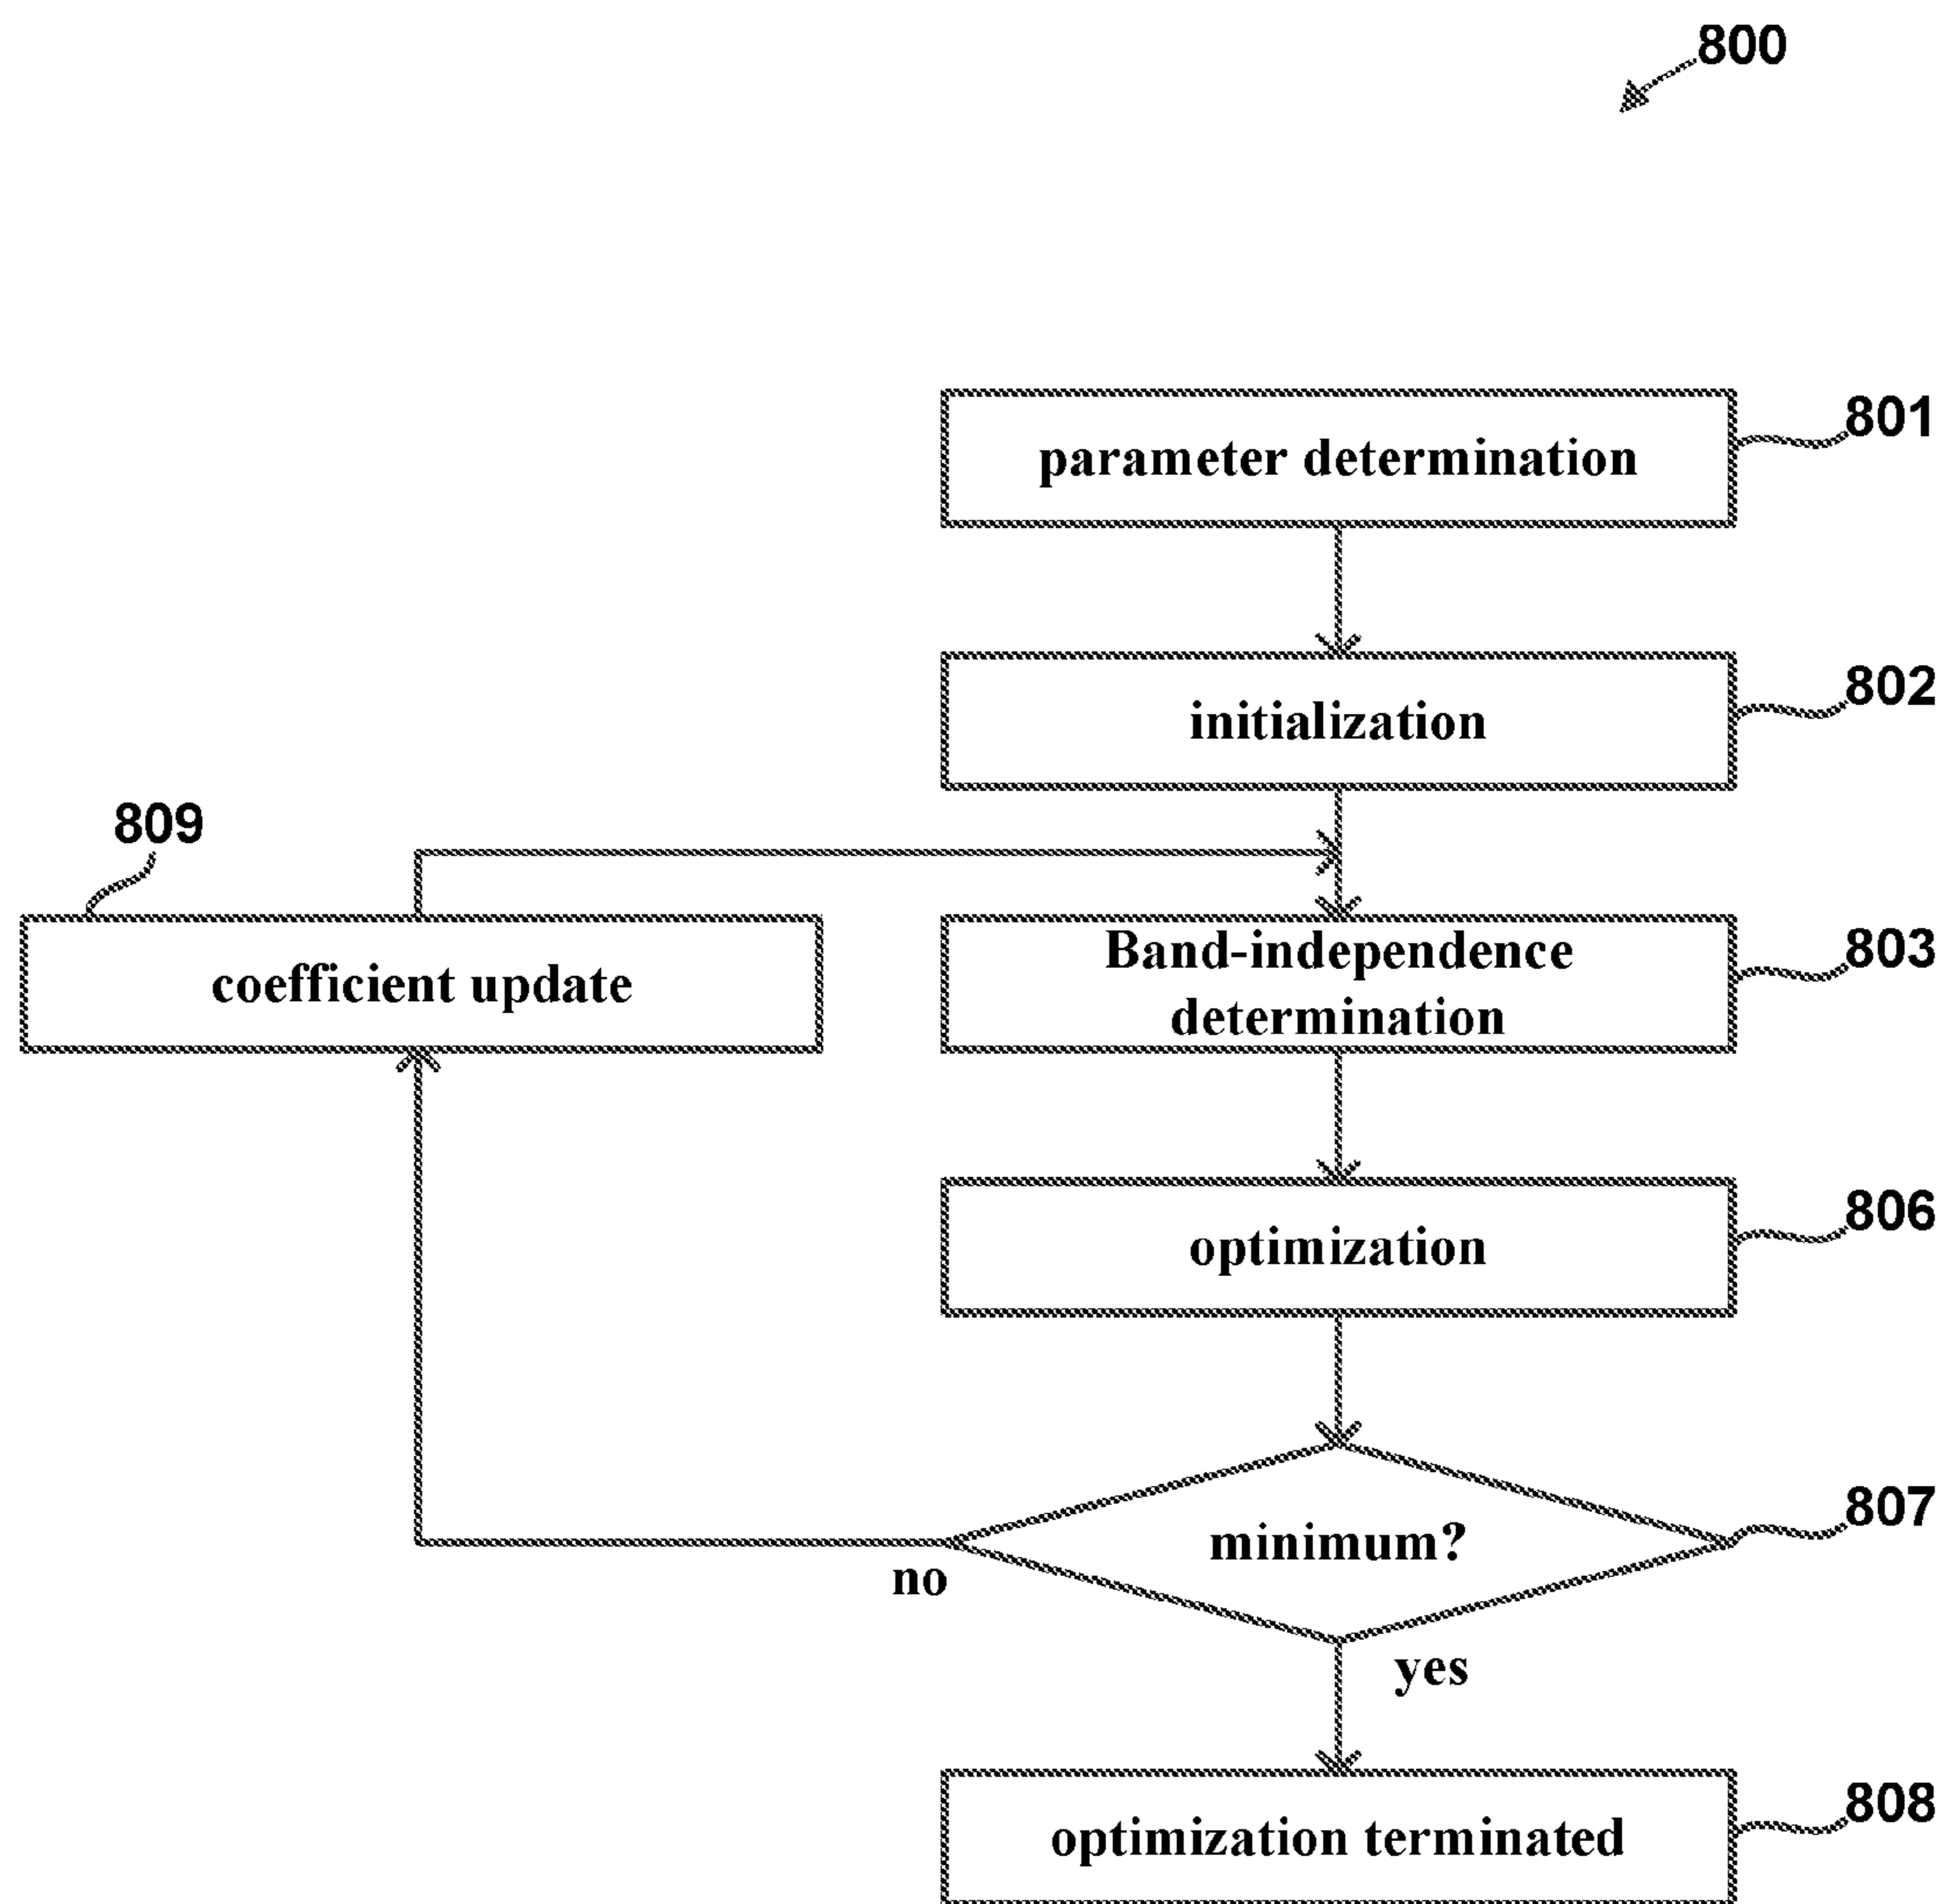 800
parameter determination
801
initialization
802
809
coefficient update
Band-independence
determination
803
optimization
806
minimum?
807
no
yes
optimization terminated
808